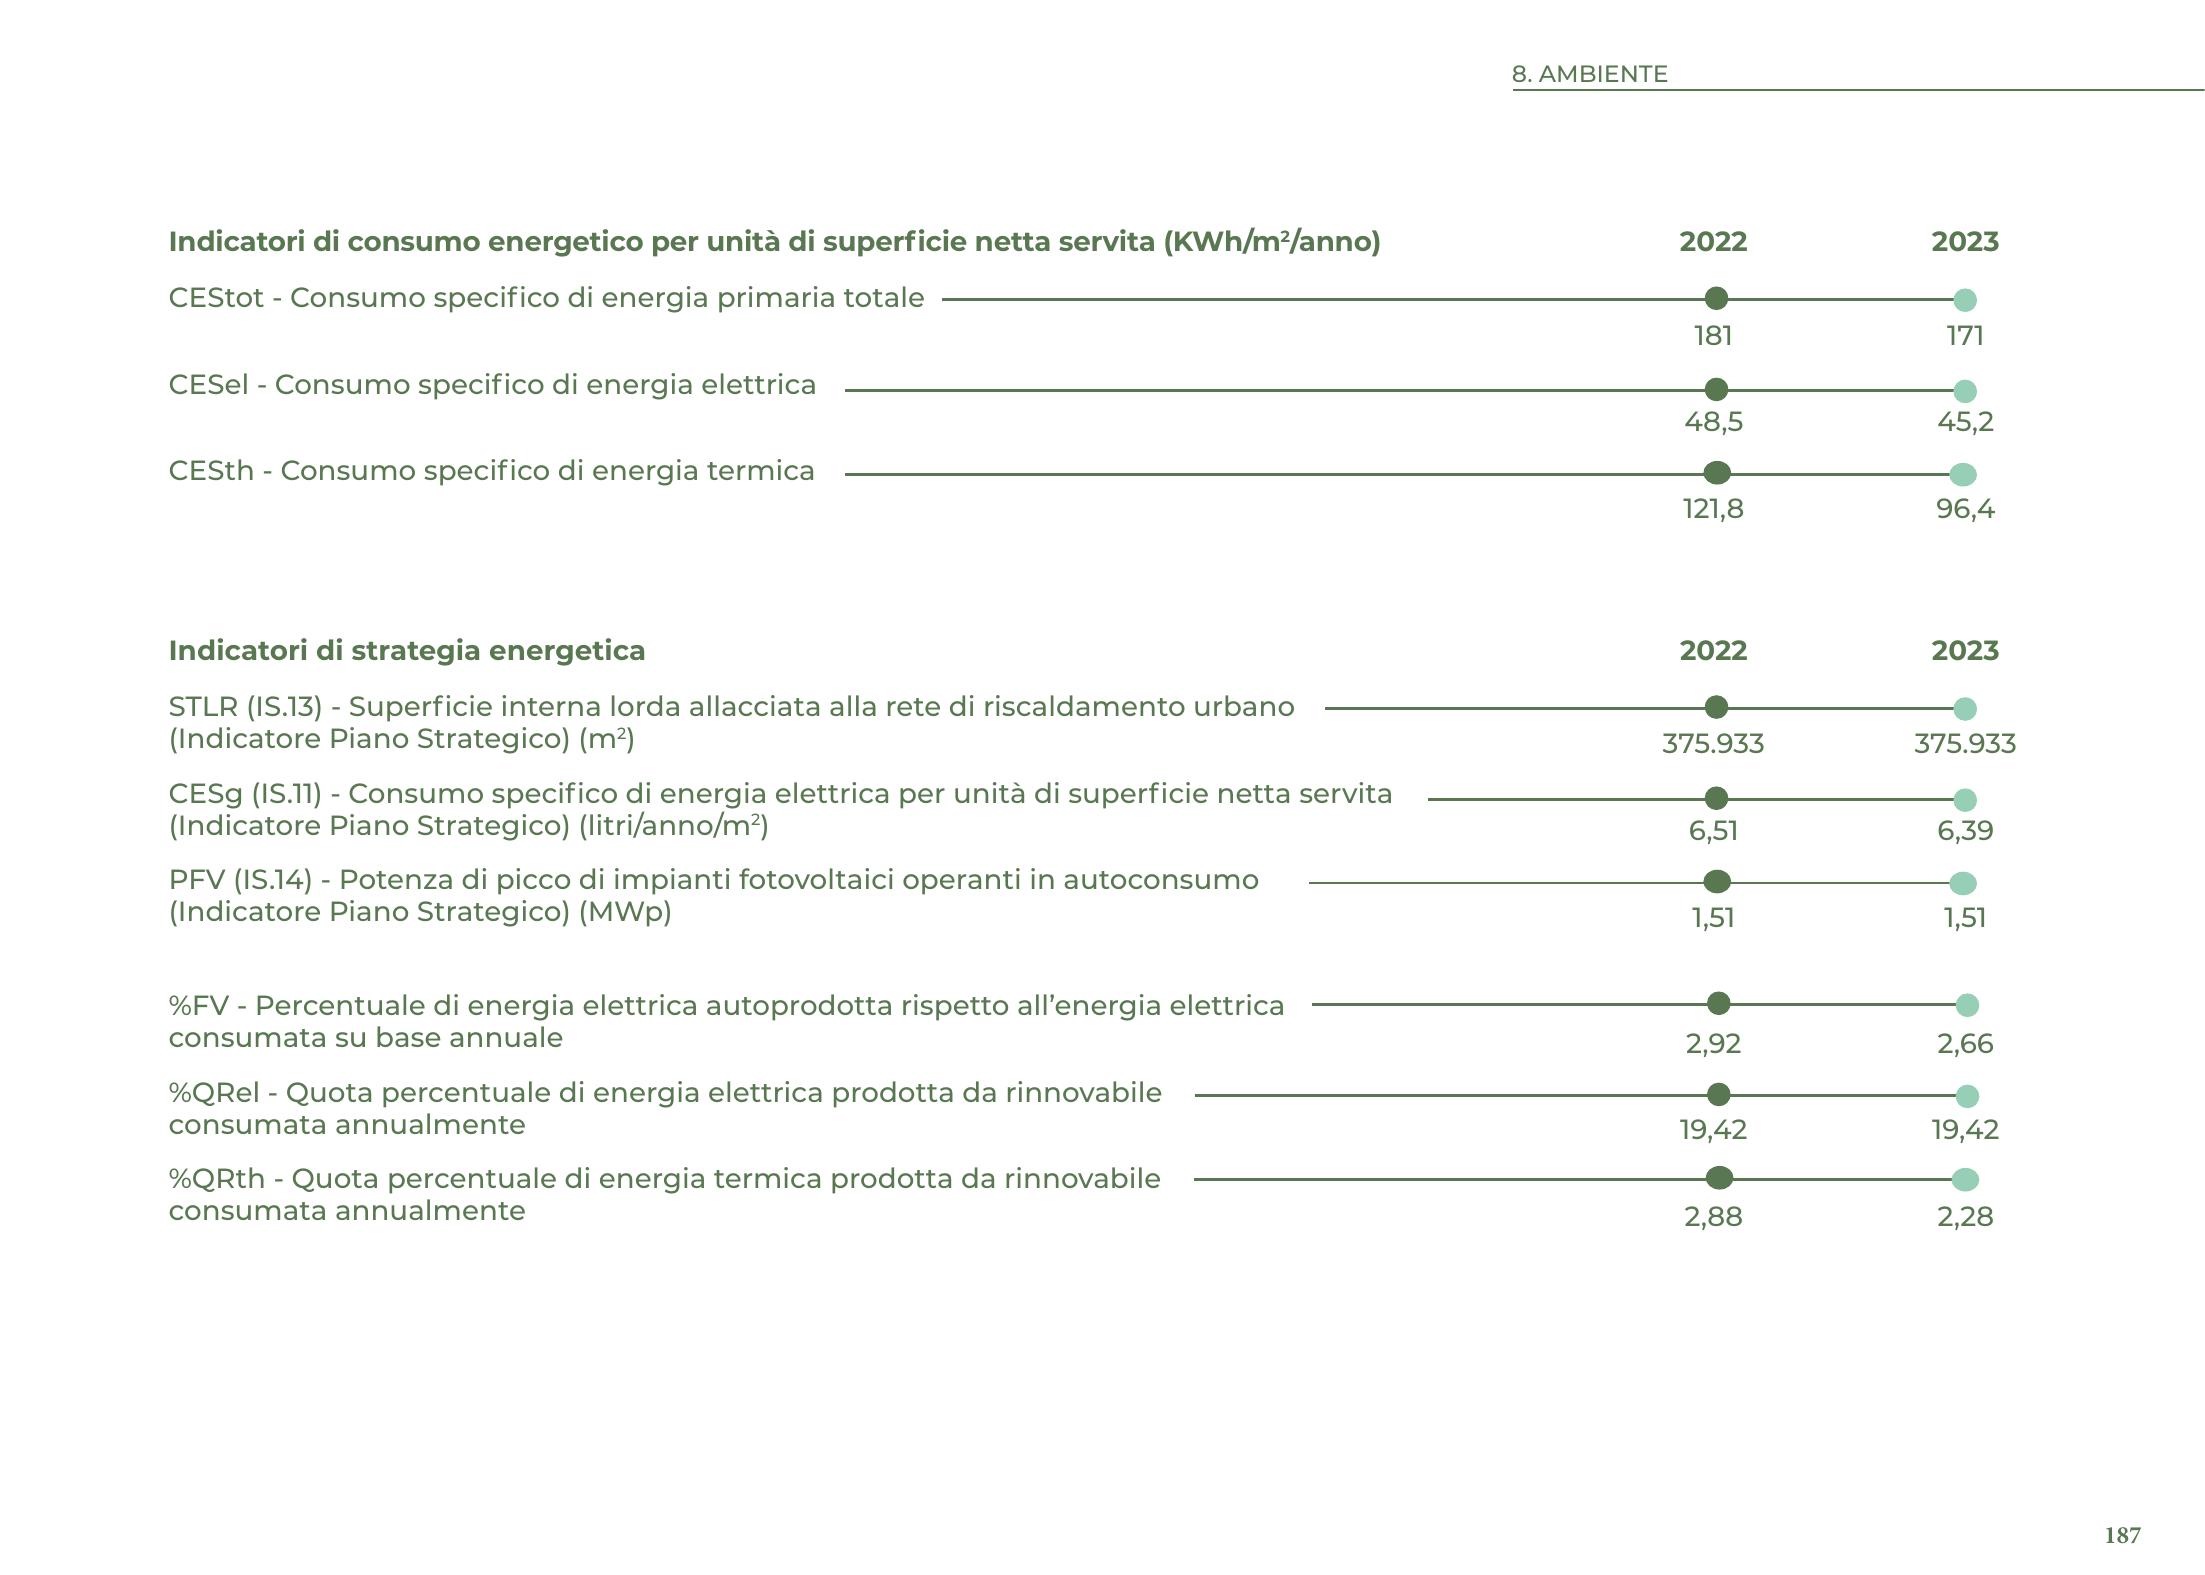 8. AMBIENTE
Indicatori di consumo energetico per unità di superficie netta servita (KWh/m²/anno) 2022 2023
CEStot - Consumo specifico di energia primaria totale
181 171
CESel - Consumo specifico di energia elettrica
48,5 45,2
CESth - Consumo specifico di energia termica
121,8 96,4
Indicatori di strategia energetica 2022 2023
STLR (IS.13) - Superficie interna lorda allacciata alla rete di riscaldamento urbano
(Indicatore Piano Strategico) (m²) 375.933 375.933
CESg (IS.11) - Consumo specifico di energia elettrica per unità di superficie netta servita
(Indicatore Piano Strategico) (litri/anno/m²) 6,51 6,39
PFV (IS.14) - Potenza di picco di impianti fotovoltaici operanti in autoconsumo
(Indicatore Piano Strategico) (MWp) 1,51 1,51
%FV - Percentuale di energia elettrica autoprodotta rispetto all’energia elettrica
consumata su base annuale 2,92 2,66
%QRel - Quota percentuale di energia elettrica prodotta da rinnovabile
consumata annualmente 19,42 19,42
%QRth - Quota percentuale di energia termica prodotta da rinnovabile
consumata annualmente 2,88 2,28
187